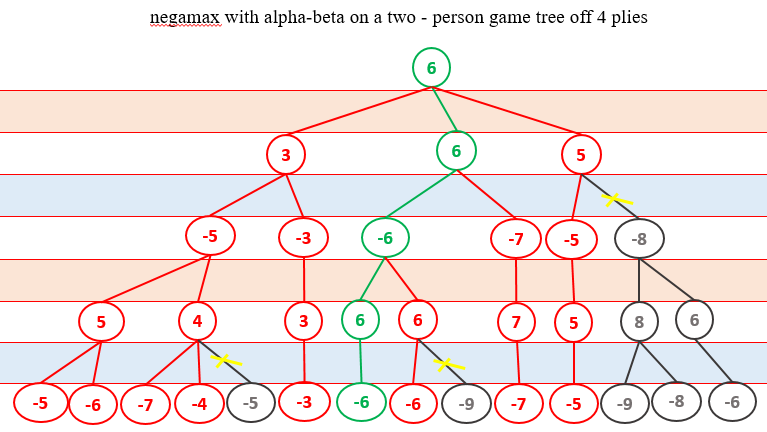 negamax with alpha-beta on a two - person game tree off 4 plies
6
3 6 5
-5 -3 -6 -7 -5 -8
5 4 3 6 6 7 5 8 6
-5 -6 -7 -4 -5 -3 -6 -6 -9 -7 -5 -9 -8 -6